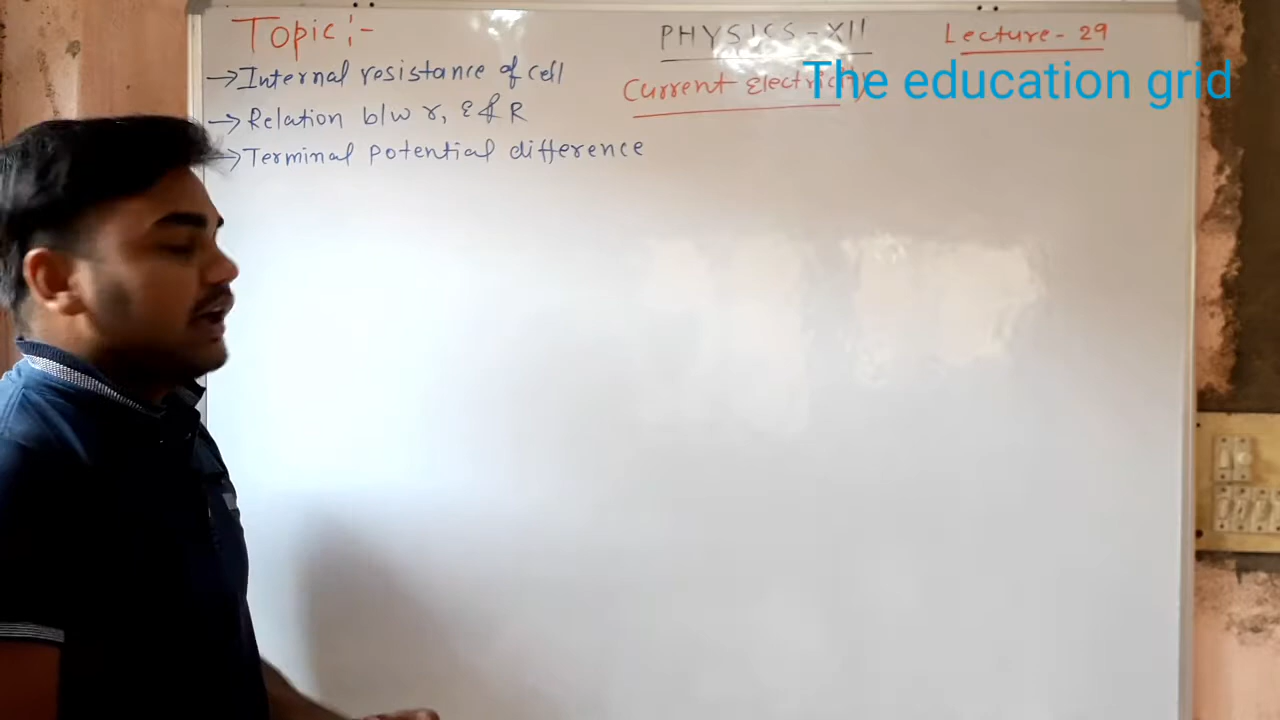 Topic :-
PHYSICS - XII
Lecture - 29
→ Internal resistance of cell
Current Electricity
The education grid
→ Relation b/w r, ε & R
→ Terminal potential difference